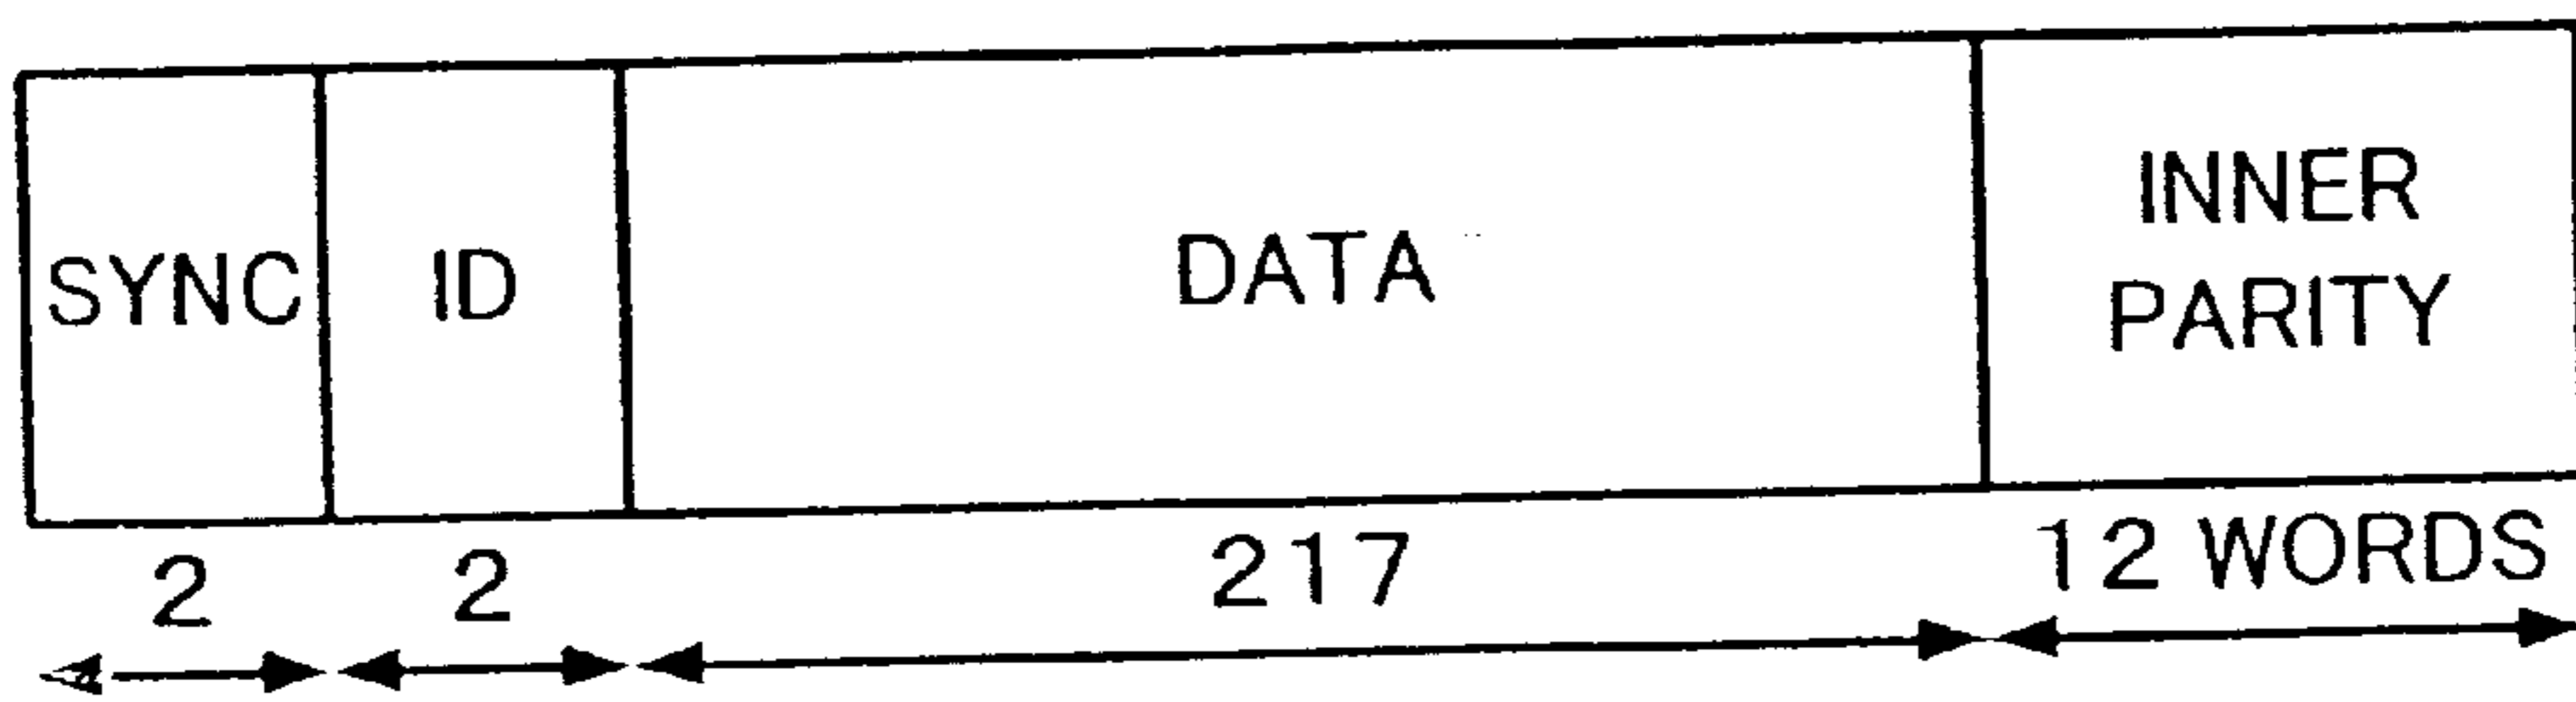 SYNC
ID
DATA
INNER
PARITY
2
2
217
12 WORDS